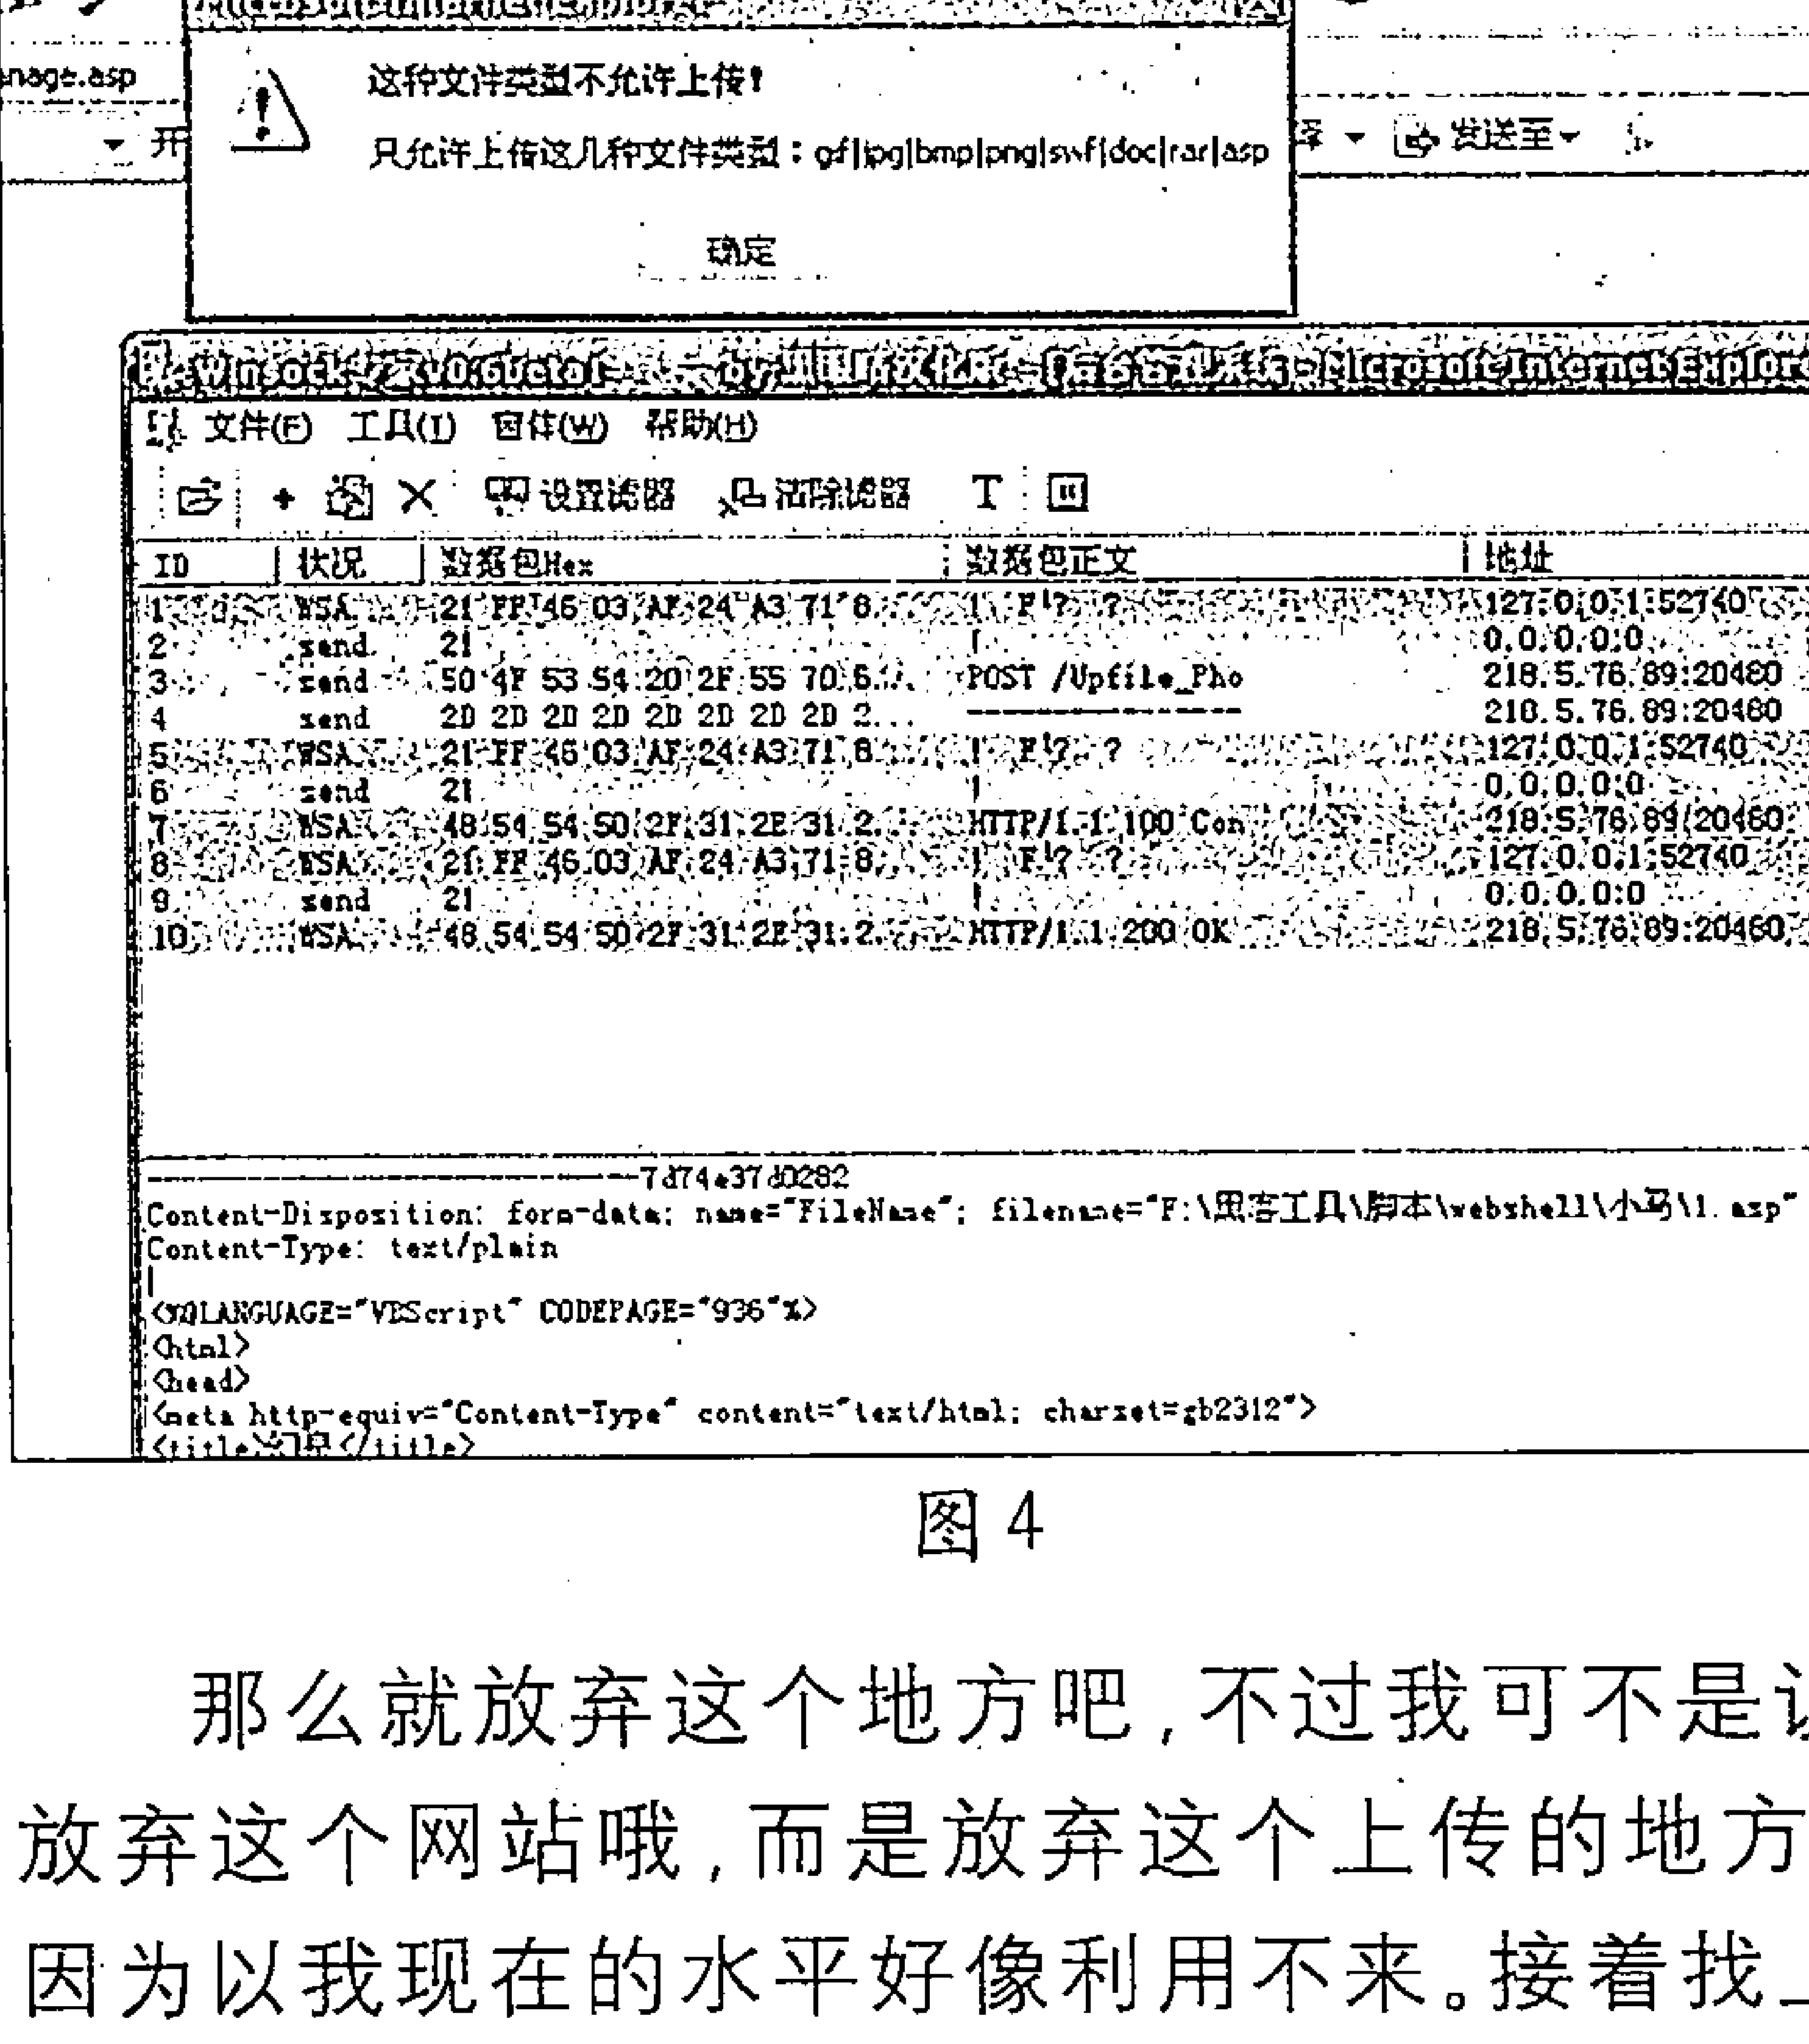 Microsoft Internet Explorer
anage.asp
这种文件类型不允许上传!
只允许上传这几种文件类型：gif|jpg|bmp|png|swf|doc|rar|asp
开
译 发送至
确定
Microsoft Internet Explore
文件(F) 工具(I) 窗体(W) 帮助(H)
设置滤器 清除滤器 T
ID 状况 数据包Hex 数据包正文 地址
1 WSA 21 FF 46 03 AF 24 A3 71 8 127.0.0.1:52740
2 send 21 ! 0.0.0.0:0
3 send 50 4F 53 54 20 2F 55 70 6... POST /Upfile_Pho 218.5.76.89:20480
4 send 2D 2D 2D 2D 2D 2D 2D 2D 2... ---------------- 218.5.76.89:20480
5 WSA 21 FF 46 03 AF 24 A3 71 8 127.0.0.1:52740
6 send 21 ! 0.0.0.0:0
7 WSA 48 54 54 50 2F 31 2E 31 2 HTTP/1.1 100 Con 218.5.76.89:20480
8 WSA 21 FF 46 03 AF 24 A3 71 8 127.0.0.1:52740
9 send 21 ! 0.0.0.0:0
10 WSA 48 54 54 50 2F 31 2E 31 2 HTTP/1.1 200 OK 218.5.76.89:20480
-----------------------------7d74e37d0282
Content-Disposition: form-data; name="FileName"; filename="F:\黑客工具\脚本\webshell\小马\1.asp"
Content-Type: text/plain
<%@LANGUAGE="VBScript" CODEPAGE="936"%>
<html>
<head>
<meta http-equiv="Content-Type" content="text/html; charset=gb2312">
<title></title>
图 4
那么就放弃这个地方吧,不过我可不是
放弃这个网站哦,而是放弃这个上传的地方
因为以我现在的水平好像利用不来。接着找